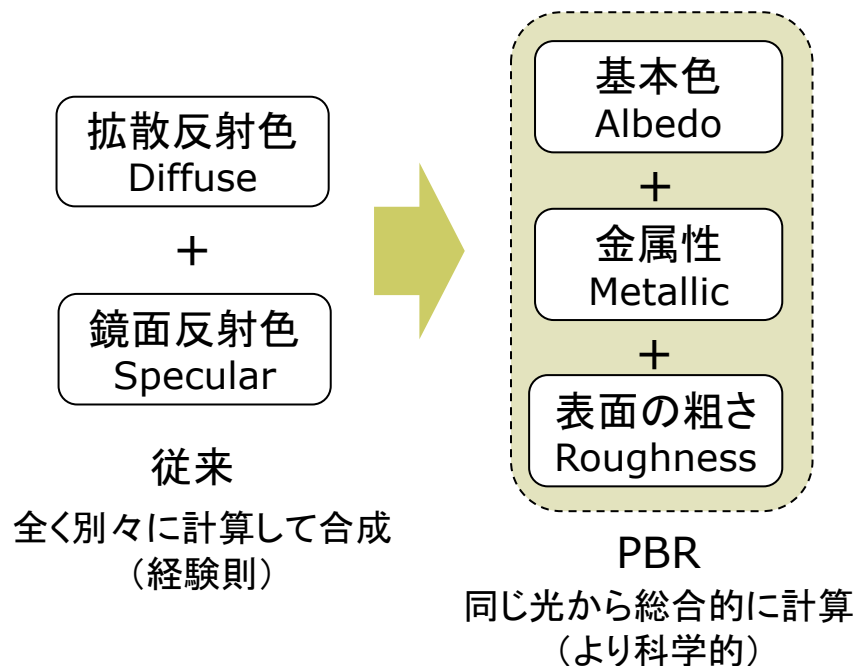 拡散反射色
Diffuse
+
鏡面反射色
Specular
従来
全く別々に計算して合成
（経験則）
基本色
Albedo
+
金属性
Metallic
+
表面の粗さ
Roughness
PBR
同じ光から総合的に計算
（より科学的）